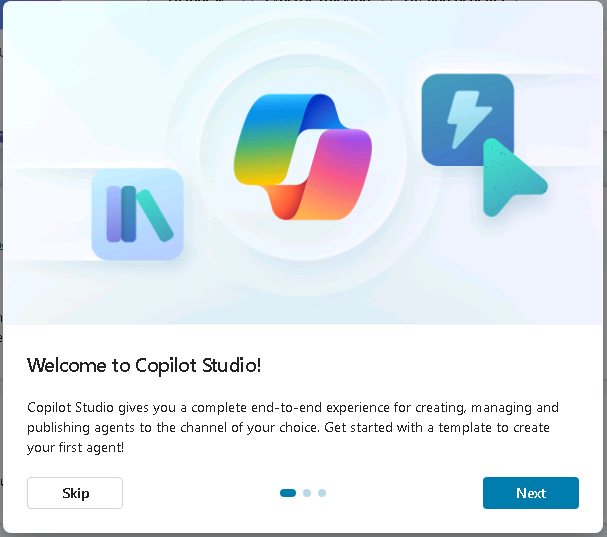 Welcome to Copilot Studio!
Copilot Studio gives you a complete end-to-end experience for creating, managing and
publishing agents to the channel of your choice. Get started with a template to create
your first agent!
Skip
Next